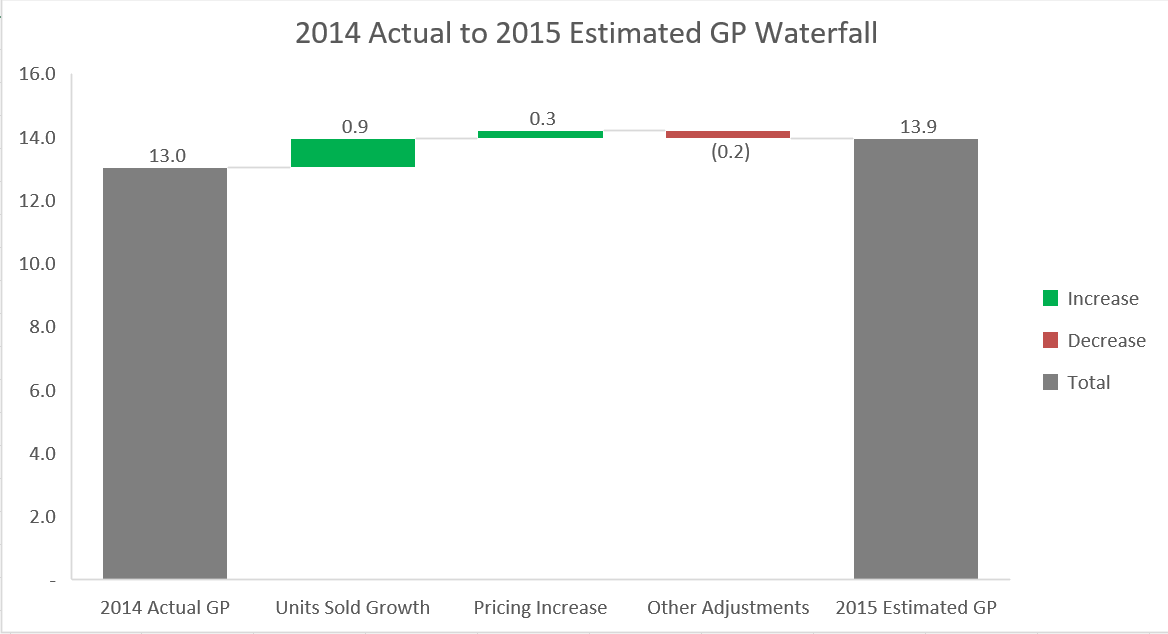 2014 Actual to 2015 Estimated GP Waterfall
16.0
14.0
12.0
10.0
8.0
6.0
4.0
2.0
-
13.0
0.9
0.3
(0.2)
13.9
2014 Actual GP
Units Sold Growth
Pricing Increase
Other Adjustments
2015 Estimated GP
Increase
Decrease
Total